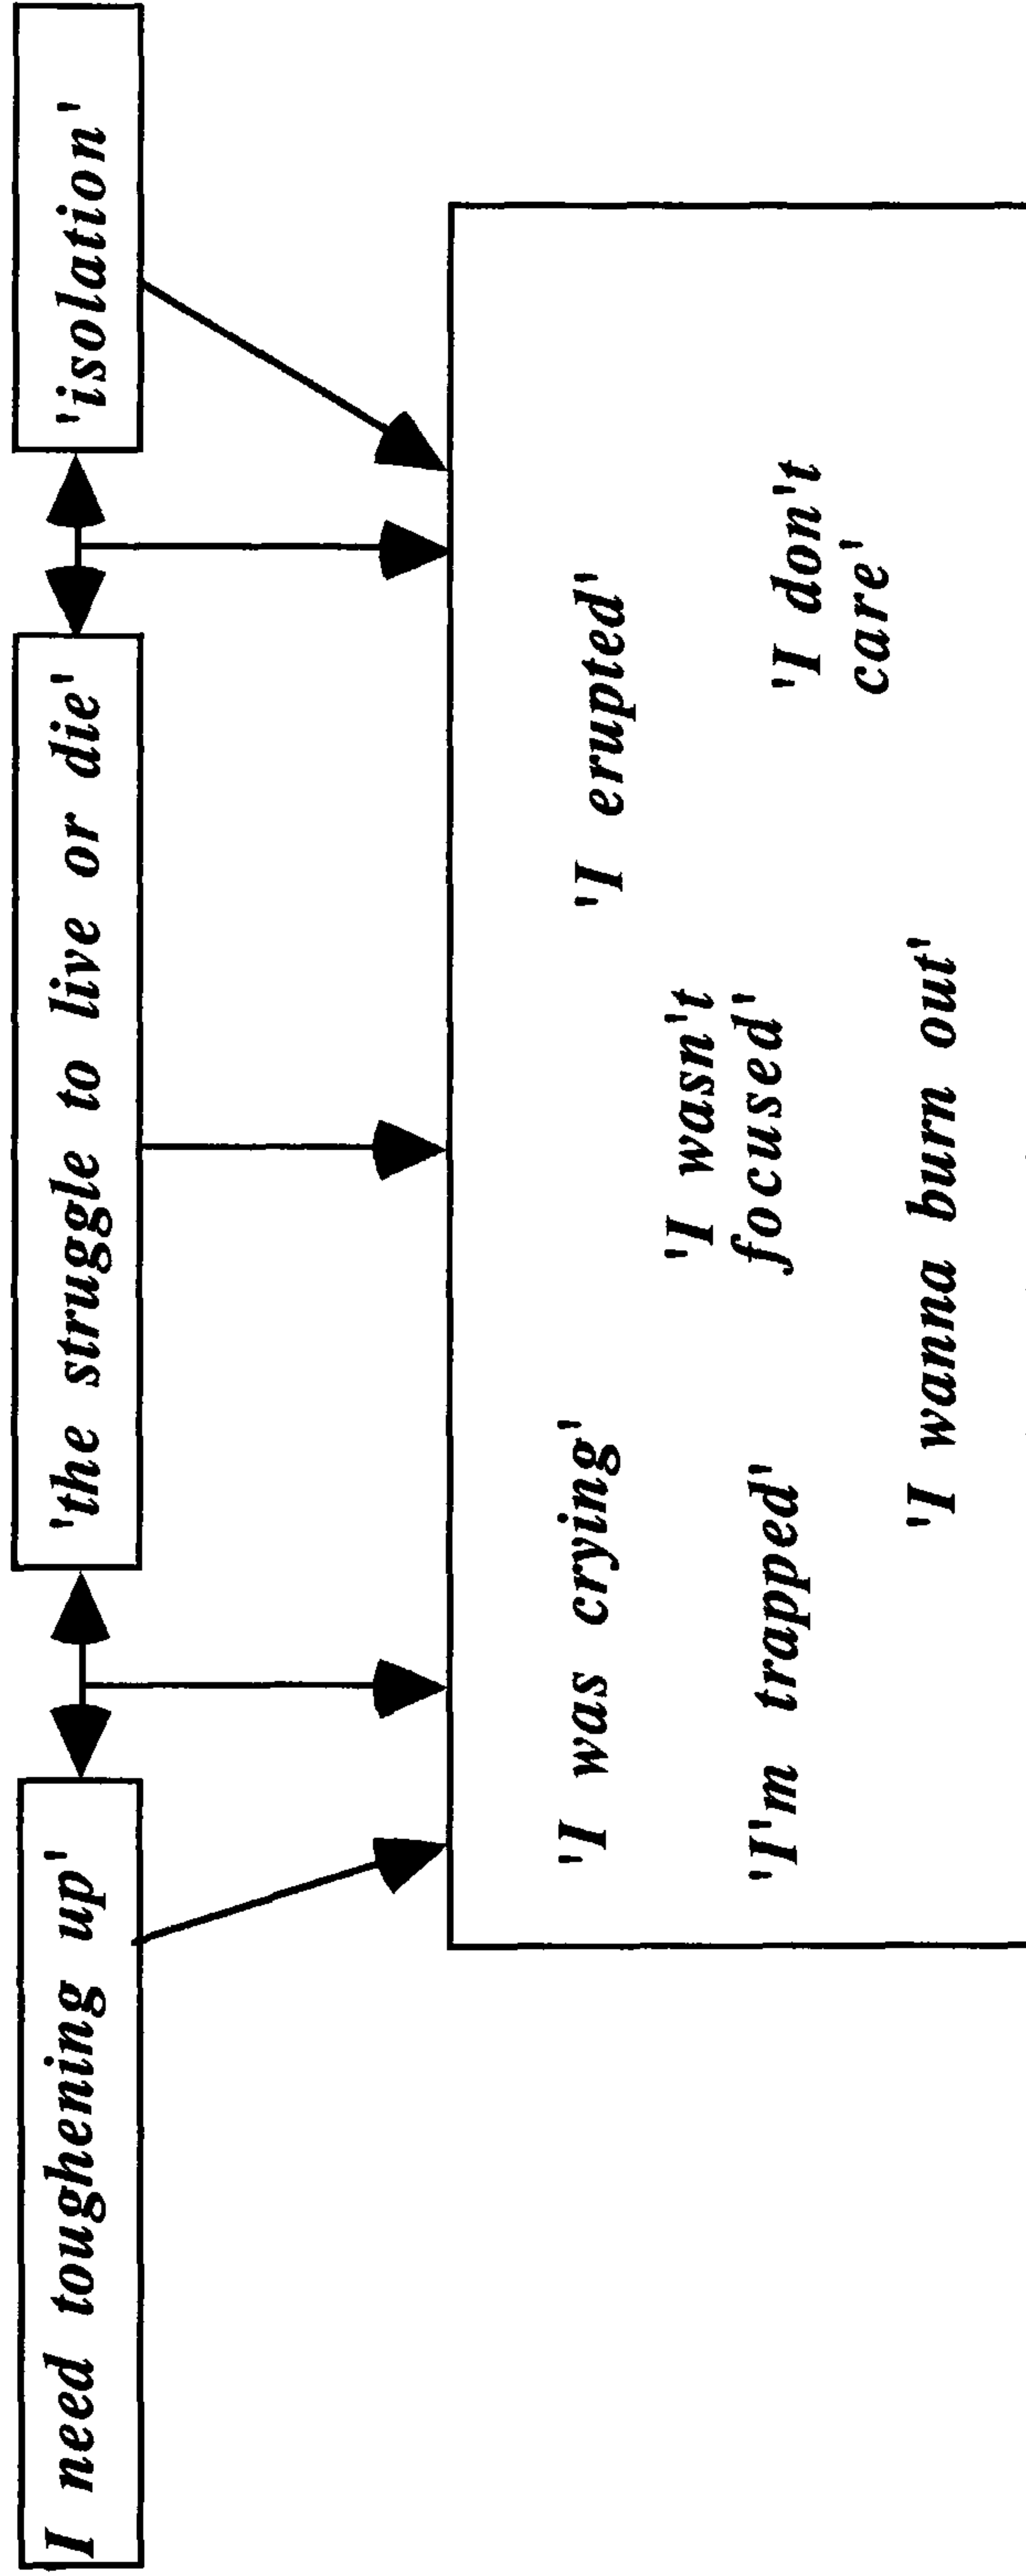 'I need toughening up'
'the struggle to live or die'
'isolation'
'I was crying'
'I erupted'
'I wasn't
focused'
'I'm trapped'
'I don't
care'
'I wanna burn out'